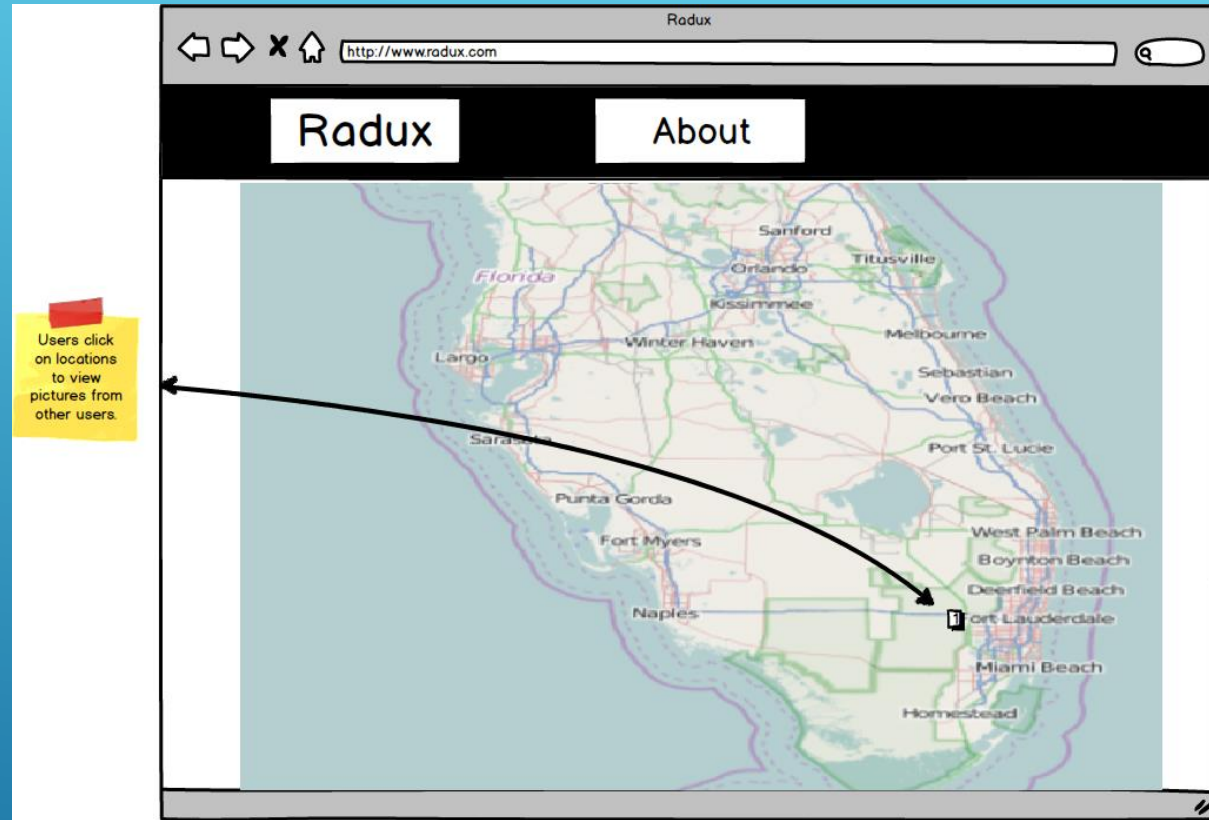 Radux
http://www.radux.com
Radux
About
Users click
on locations
to view
pictures from
other users.
Sanford
Titusville
Orlando
Florida
Kissimmee
Melbourne
Winter Haven
Largo
Sebastian
Vero Beach
Sarasota
Port St. Lucie
Punta Gorda
West Palm Beach
Fort Myers
Boynton Beach
Deerfield Beach
Naples
1
Fort Lauderdale
Miami Beach
Homestead